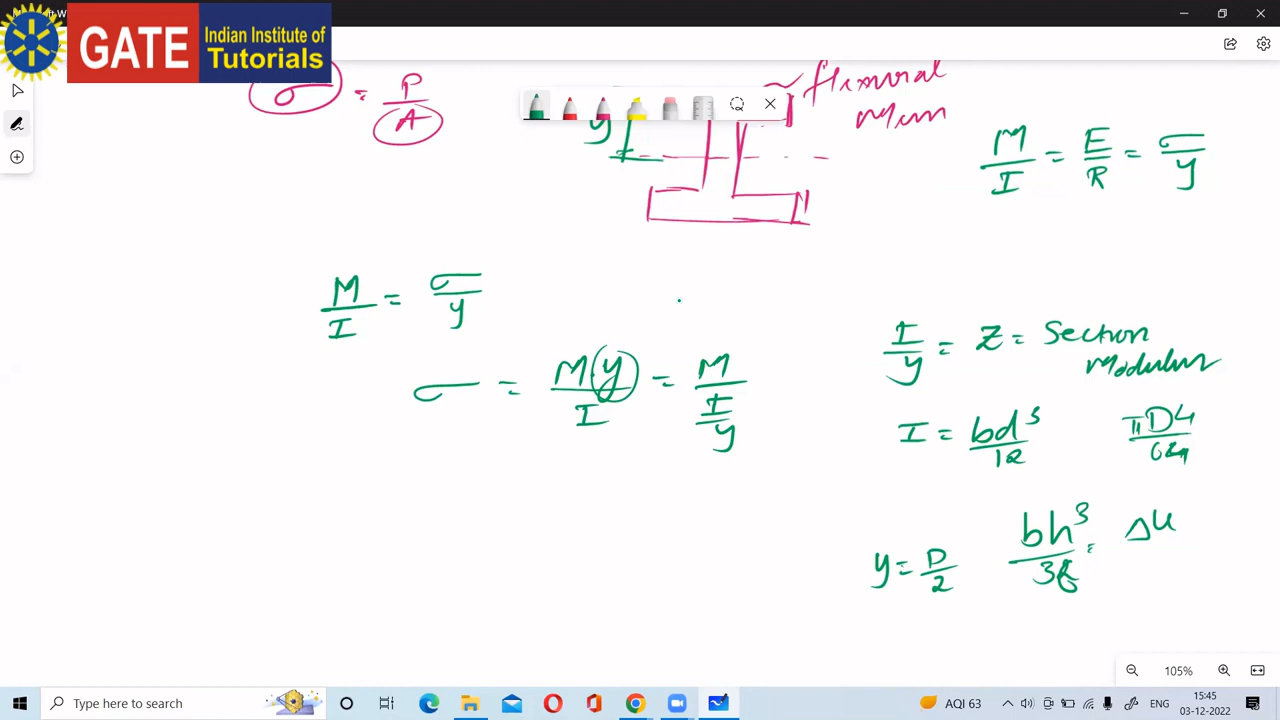 GATE Indian Institute of Tutorials
σ = P/A
flexural
y
M/I = E/R = σ/y
M/I = σ/y
I/y = Z = Section
Modulus
σ = M(y)/I = M/(I/y)
I = bd³/12 πD4/64
y = D/2 bh³/36 =
105%
Type here to search
AQI 63
ENG
15:45
03-12-2022